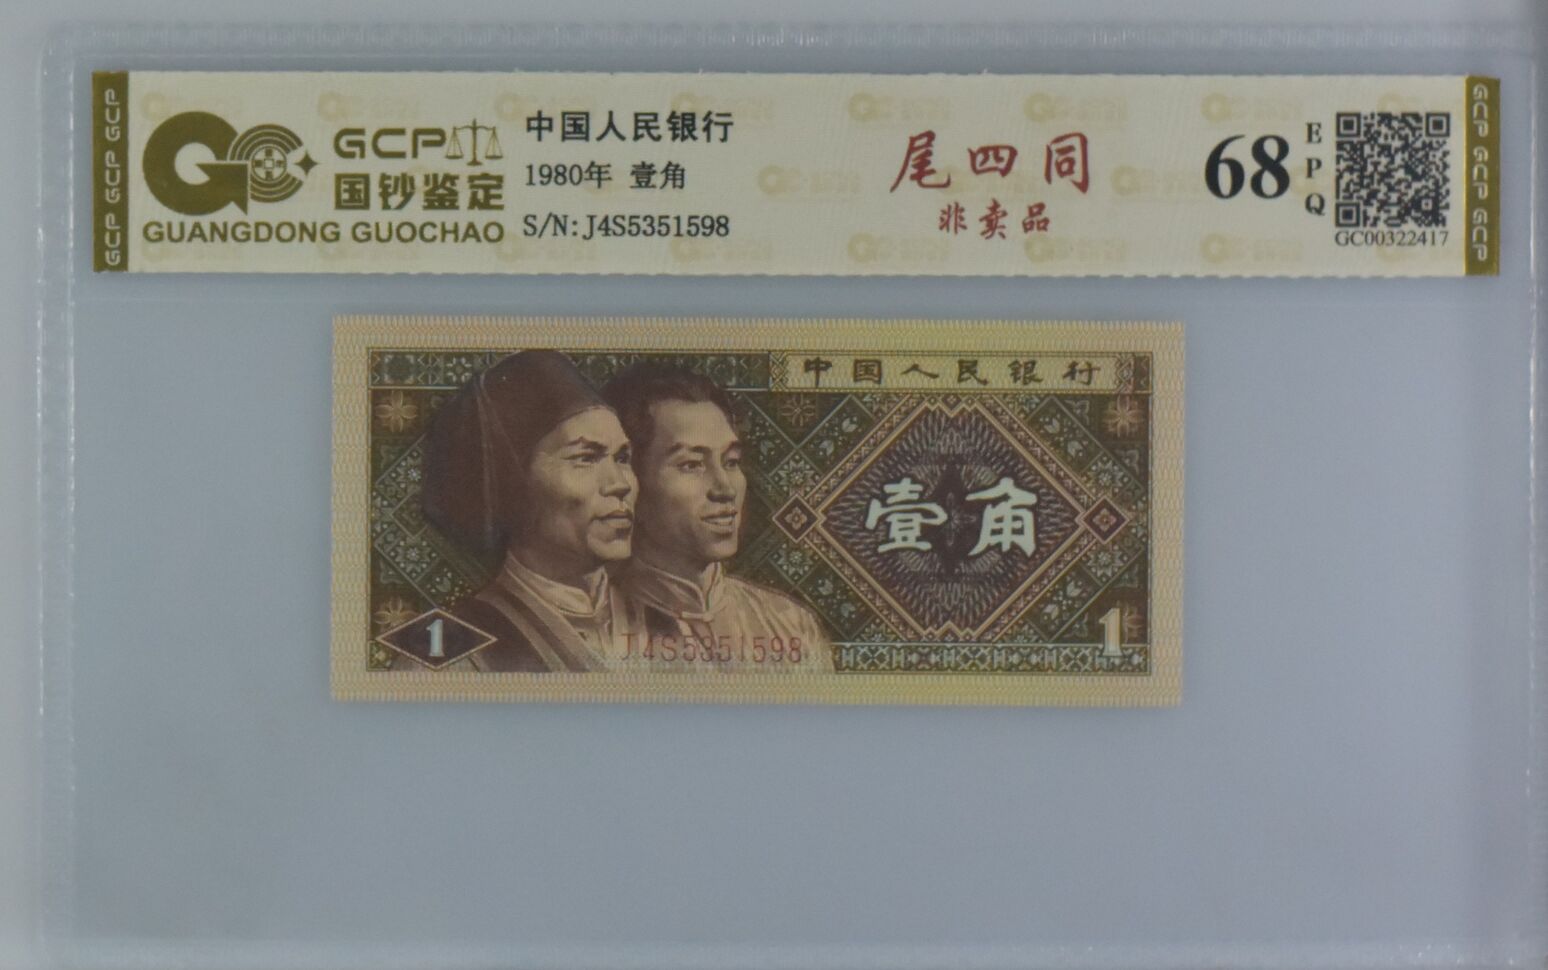 GCP GCP GCP
GCP
国钞鉴定
GUANGDONG GUOCHAO
中国人民银行
1980年 壹角
S/N: J4S5351598
尾四同
非卖品
68
EPQ
GC00322417
GCP GCP GCP
中国人民银行
壹角
1
1
J4S5351598